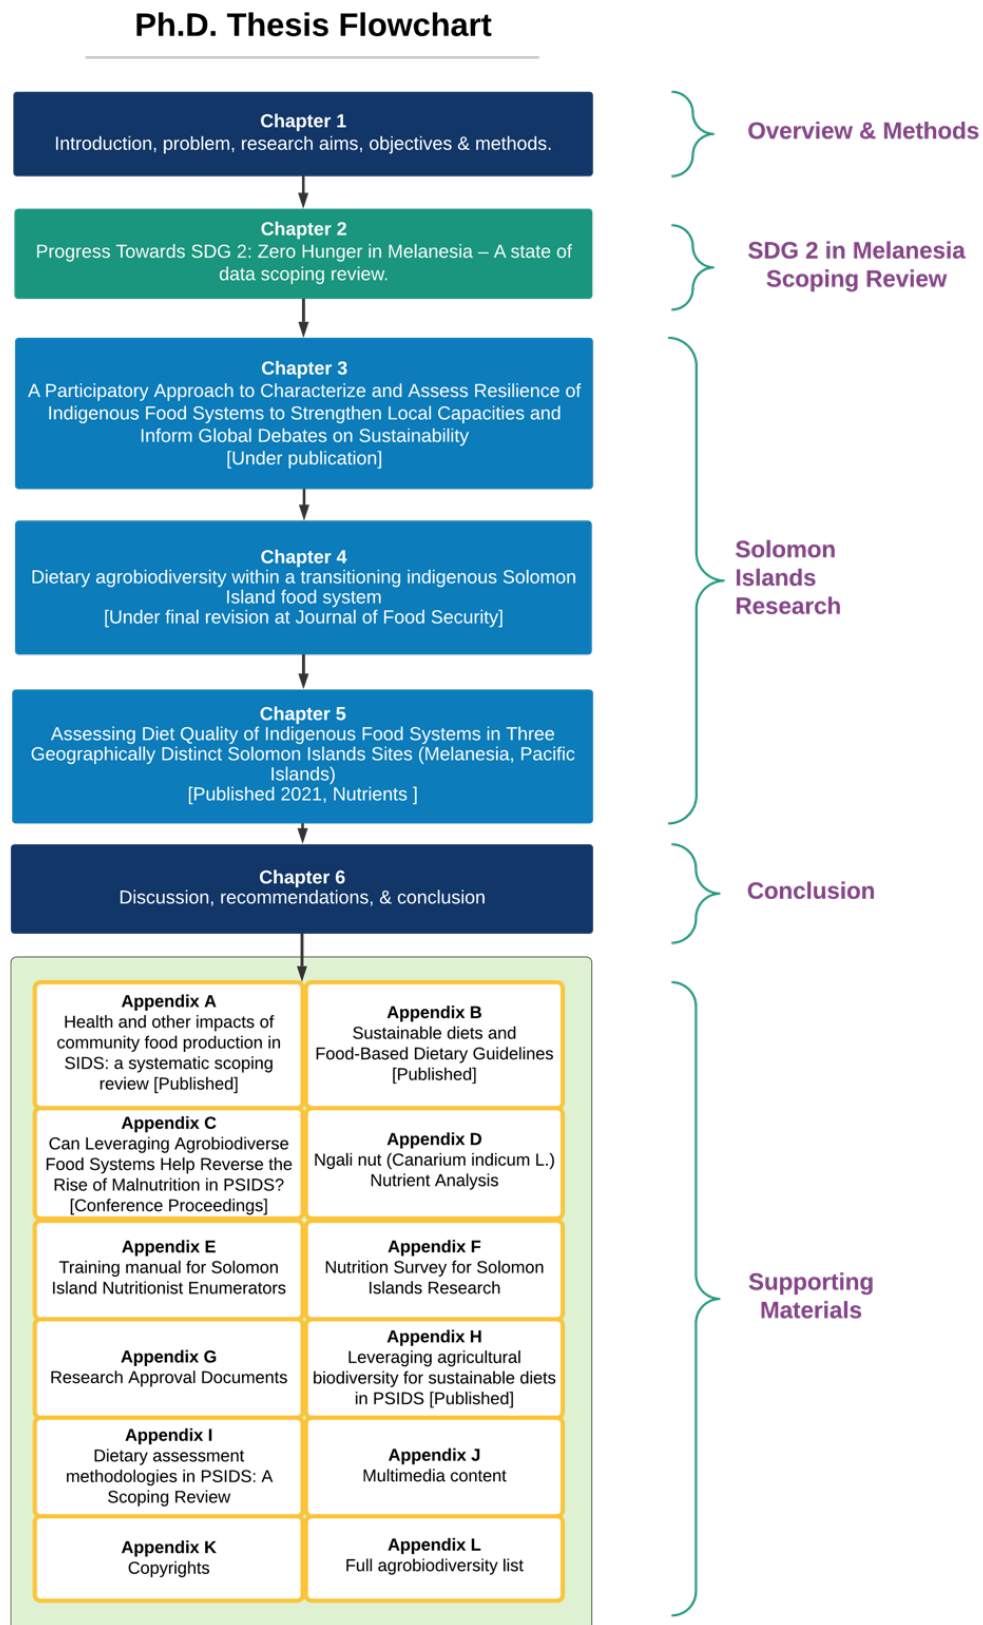 Ph.D. Thesis Flowchart
Chapter 1
Introduction, problem, research aims, objectives & methods.
Overview & Methods
Chapter 2
Progress Towards SDG 2: Zero Hunger in Melanesia – A state of
data scoping review.
SDG 2 in Melanesia
Scoping Review
Chapter 3
A Participatory Approach to Characterize and Assess Resilience of
Indigenous Food Systems to Strengthen Local Capacities and
Inform Global Debates on Sustainability
[Under publication]
Chapter 4
Dietary agrobiodiversity within a transitioning indigenous Solomon
Island food system
[Under final revision at Journal of Food Security]
Chapter 5
Assessing Diet Quality of Indigenous Food Systems in Three
Geographically Distinct Solomon Islands Sites (Melanesia, Pacific
Islands)
[Published 2021, Nutrients ]
Solomon
Islands
Research
Chapter 6
Discussion, recommendations, & conclusion
Conclusion
Appendix A
Health and other impacts of
community food production in
SIDS: a systematic scoping
review [Published]
Appendix B
Sustainable diets and
Food-Based Dietary Guidelines
[Published]
Appendix C
Can Leveraging Agrobiodiverse
Food Systems Help Reverse the
Rise of Malnutrition in PSIDS?
[Conference Proceedings]
Appendix D
Ngali nut (Canarium indicum L.)
Nutrient Analysis
Appendix E
Training manual for Solomon
Island Nutritionist Enumerators
Appendix F
Nutrition Survey for Solomon
Islands Research
Appendix G
Research Approval Documents
Appendix H
Leveraging agricultural
biodiversity for sustainable diets
in PSIDS [Published]
Appendix I
Dietary assessment
methodologies in PSIDS: A
Scoping Review
Appendix J
Multimedia content
Appendix K
Copyrights
Appendix L
Full agrobiodiversity list
Supporting
Materials